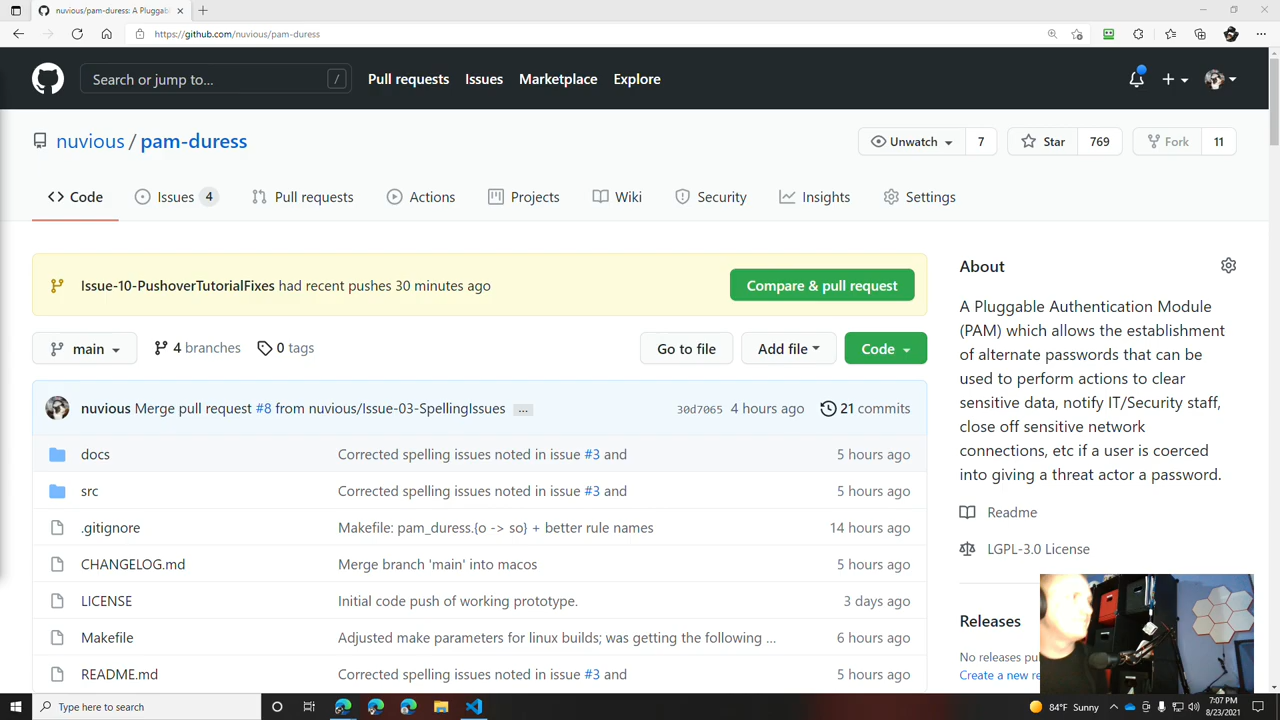 nuvious/pam-duress: A Pluggab
https://github.com/nuvious/pam-duress
Search or jump to...
/
Pull requests
Issues
Marketplace
Explore
nuvious / pam-duress
Unwatch
7
Star
769
Fork
11
Code
Issues
4
Pull requests
Actions
Projects
Wiki
Security
Insights
Settings
Issue-10-PushoverTutorialFixes had recent pushes 30 minutes ago
Compare & pull request
main
4 branches
0 tags
Go to file
Add file
Code
nuvious Merge pull request #8 from nuvious/Issue-03-SpellingIssues ...
30d7065 4 hours ago
21 commits
docs
Corrected spelling issues noted in issue #3 and
5 hours ago
src
Corrected spelling issues noted in issue #3 and
5 hours ago
.gitignore
Makefile: pam_duress.{o -> so} + better rule names
14 hours ago
CHANGELOG.md
Merge branch 'main' into macos
5 hours ago
LICENSE
Initial code push of working prototype.
3 days ago
Makefile
Adjusted make parameters for linux builds; was getting the following ...
6 hours ago
README.md
Corrected spelling issues noted in issue #3 and
5 hours ago
About
A Pluggable Authentication Module
(PAM) which allows the establishment
of alternate passwords that can be
used to perform actions to clear
sensitive data, notify IT/Security staff,
close off sensitive network
connections, etc if a user is coerced
into giving a threat actor a password.
Readme
LGPL-3.0 License
Releases
No releases pu
Create a new re
Type here to search
84°F Sunny
7:07 PM
8/23/2021